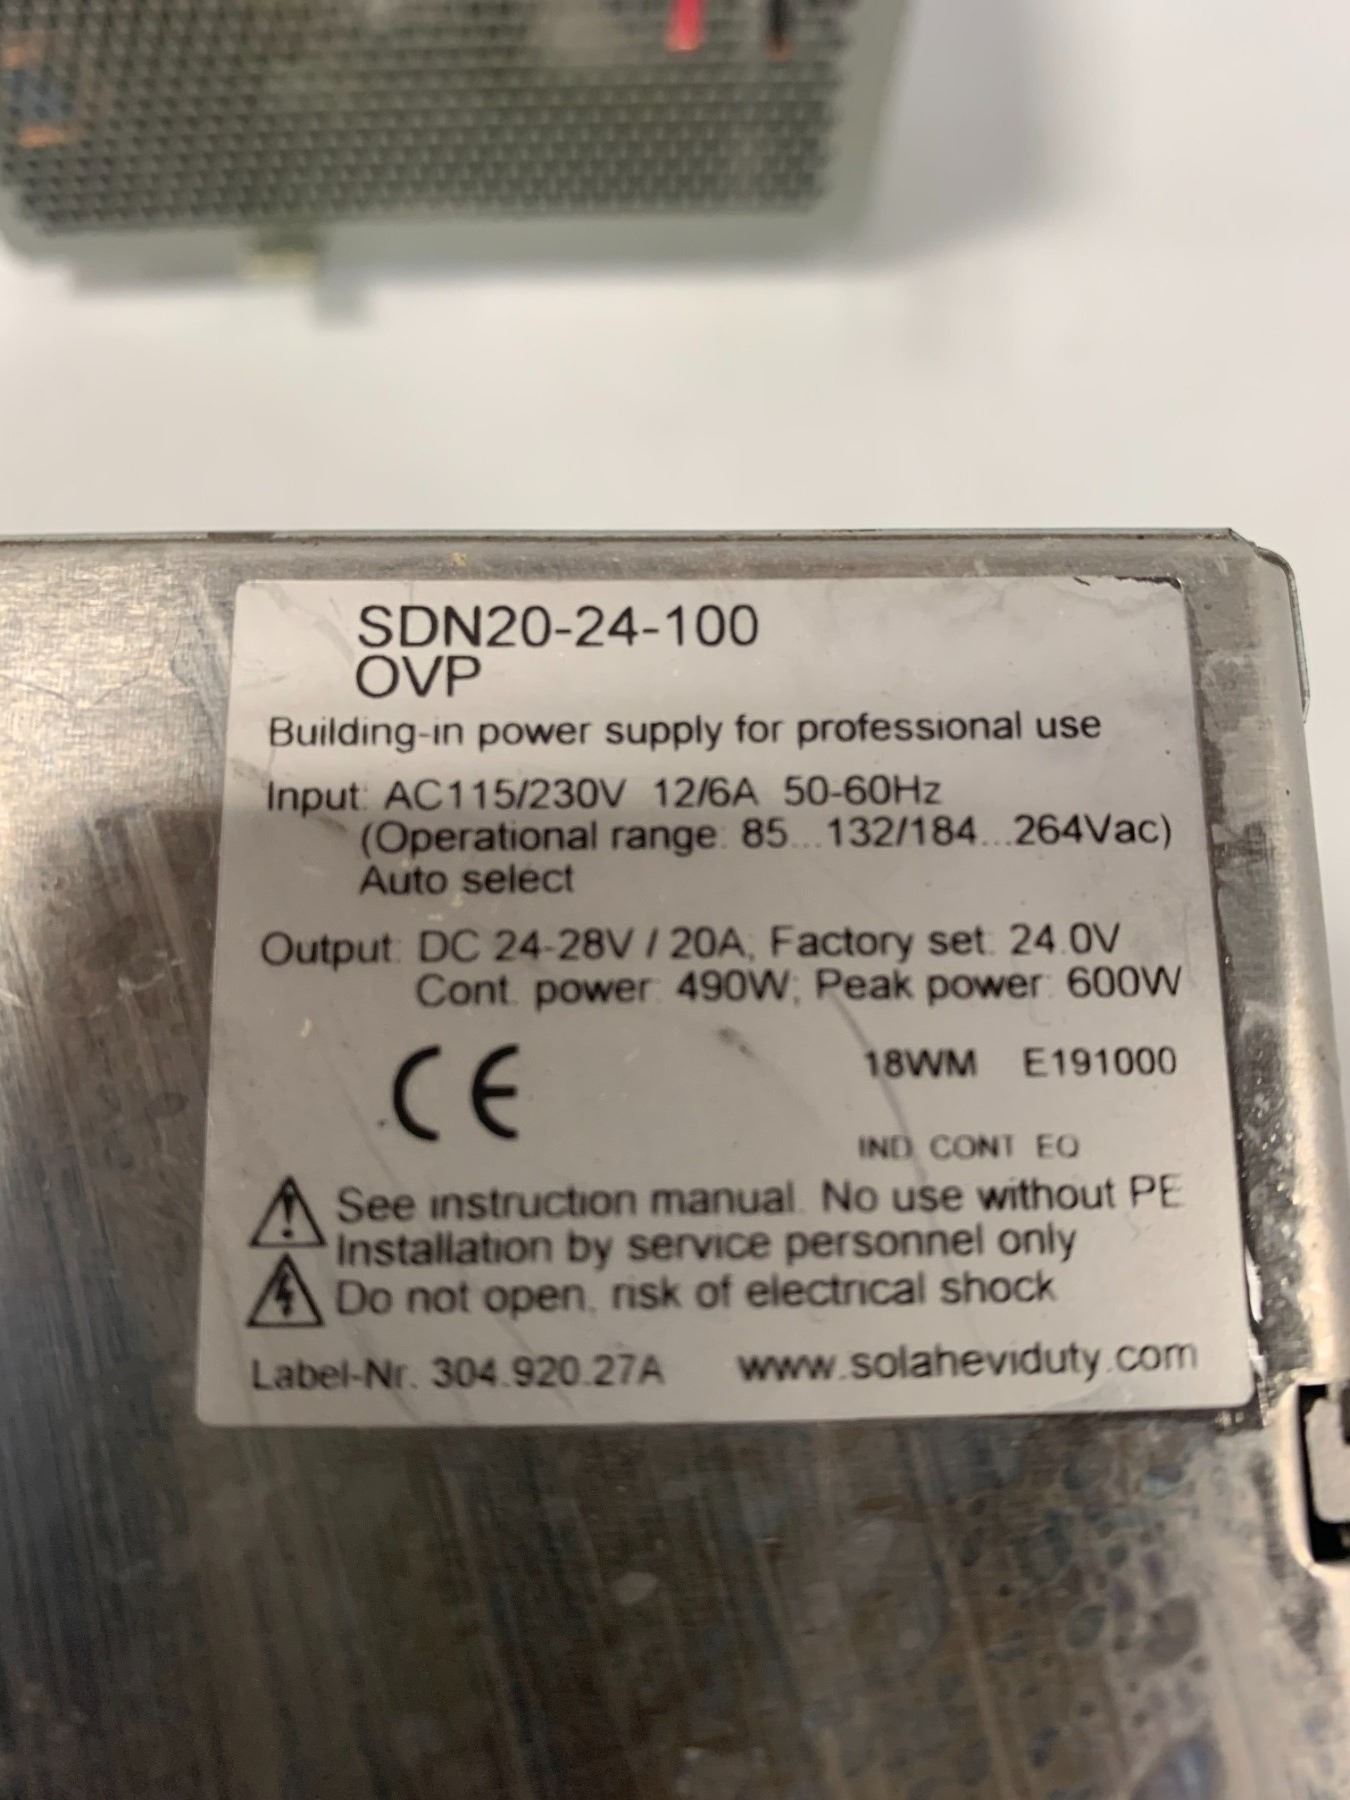 SDN20-24-100
OVP
Building-in power supply for professional use
Input: AC115/230V 12/6A 50-60Hz
(Operational range: 85...132/184...264Vac)
Auto select
Output: DC 24-28V / 20A; Factory set: 24.0V
Cont. power: 490W; Peak power: 600W
CE
18WM E191000
IND CONT EQ
See instruction manual. No use without PE
Installation by service personnel only
Do not open, risk of electrical shock
Label-Nr. 304.920.27A www.solaheviduty.com